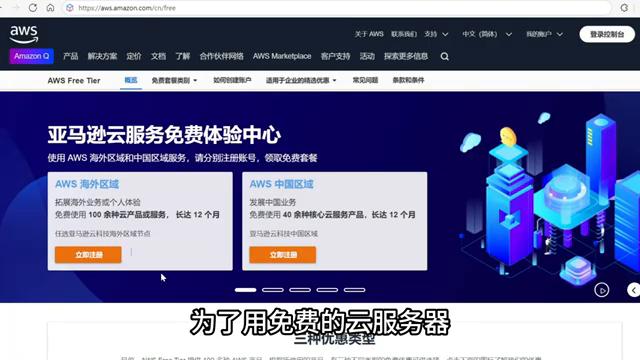 https://aws.amazon.com/cn/free
aws
关于 AWS 联系我们 支持 中文（简体） 我的账户 登录控制台
Amazon Q 产品 解决方案 定价 文档 了解 合作伙伴网络 AWS Marketplace 客户支持 活动 探索更多信息
AWS Free Tier 概览 免费套餐类别 如何创建账户 适用于企业的精选优惠 常见问题 条款和条件
亚马逊云服务免费体验中心
使用 AWS 海外区域和中国区域服务，请分别注册账号，领取免费套餐
AWS 海外区域
拓展海外业务或个人体验
免费使用 100 余种云产品或服务，长达 12 个月
任选亚马逊云科技海外区域节点
立即注册
AWS 中国区域
发展中国业务
免费使用 40 余种核心云服务产品，长达 12 个月
亚马逊云科技中国区域
立即注册
为了用免费的云服务器
三种优惠类型